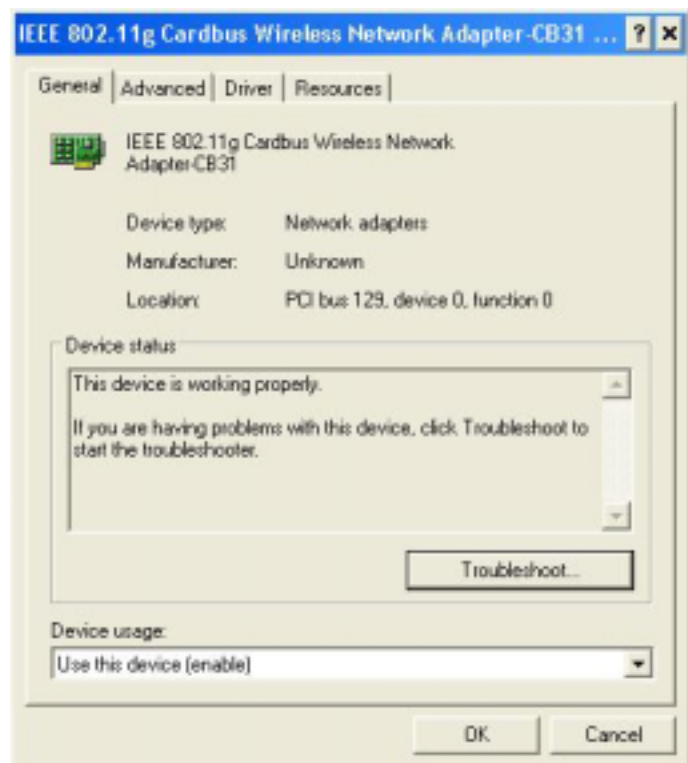 IEEE 802.11g Cardbus Wireless Network Adapter-CB31 ...
General Advanced Driver Resources
IEEE 802.11g Cardbus Wireless Network
Adapter-CB31
Device type: Network adapters
Manufacturer: Unknown
Location: PCI bus 129, device 0, function 0
Device status
This device is working properly.
If you are having problems with this device, click Troubleshoot to
start the troubleshooter.
Troubleshoot...
Device usage:
Use this device (enable)
OK Cancel